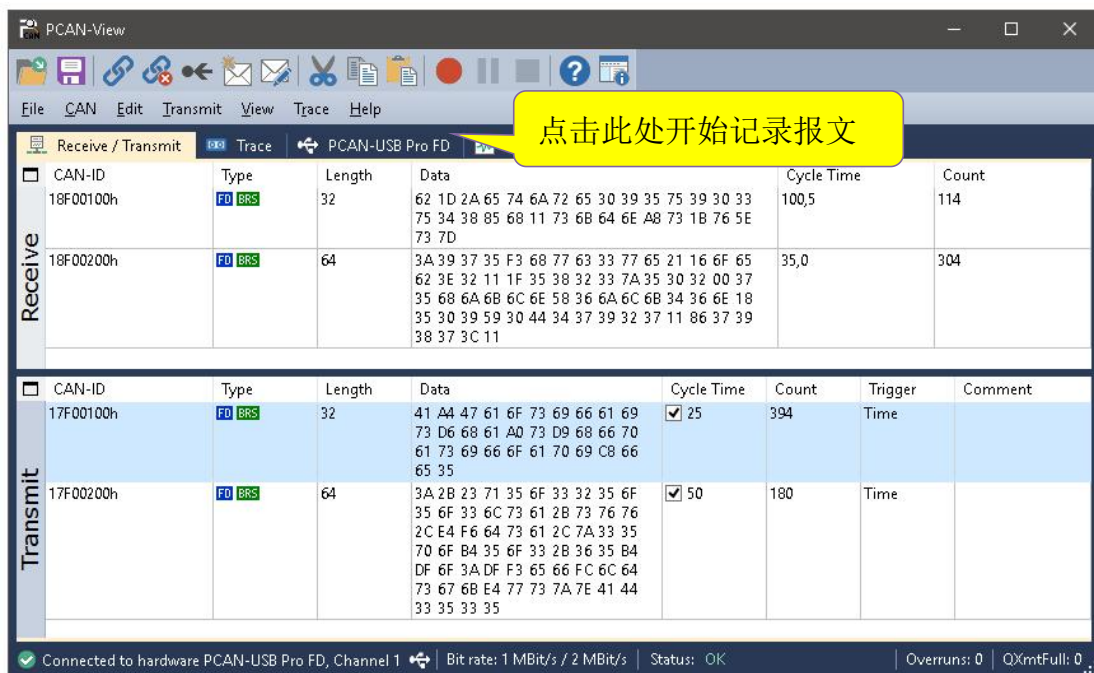 PCAN-View
File CAN Edit Transmit View Trace Help
点击此处开始记录报文
Receive / Transmit Trace PCAN-USB Pro FD
CAN-ID Type Length Data Cycle Time Count
Receive
18F00100h FD BRS 32 62 1D 2A 65 74 6A 72 65 30 39 35 75 39 30 33 100,5 114
75 34 38 85 68 11 73 6B 64 6E A8 73 1B 76 5E
73 7D
18F00200h FD BRS 64 3A 39 37 35 F3 68 77 63 33 77 65 21 16 6F 65 35,0 304
62 3E 32 11 1F 35 38 32 33 7A 35 30 32 00 37
35 68 6A 6B 6C 6E 58 36 6A 6C 6B 34 36 6E 18
35 30 39 59 30 44 34 37 39 32 37 11 86 37 39
38 37 3C 11
CAN-ID Type Length Data Cycle Time Count Trigger Comment
Transmit
17F00100h FD BRS 32 41 A4 47 61 6F 73 69 66 61 69 25 394 Time
73 D6 68 61 A0 73 D9 68 66 70
61 73 69 66 6F 61 70 69 C8 66
65 35
17F00200h FD BRS 64 3A 2B 23 71 35 6F 33 32 35 6F 50 180 Time
35 6F 33 6C 73 61 2B 73 76 76
2C E4 F6 64 73 61 2C 7A 33 35
70 6F B4 35 6F 33 2B 36 35 B4
DF 6F 3A DF F3 65 66 FC 6C 64
73 67 6B E4 77 73 7A 7E 41 44
33 35 33 35
Connected to hardware PCAN-USB Pro FD, Channel 1 Bit rate: 1 MBit/s / 2 MBit/s Status: OK Overruns: 0 QXmtFull: 0